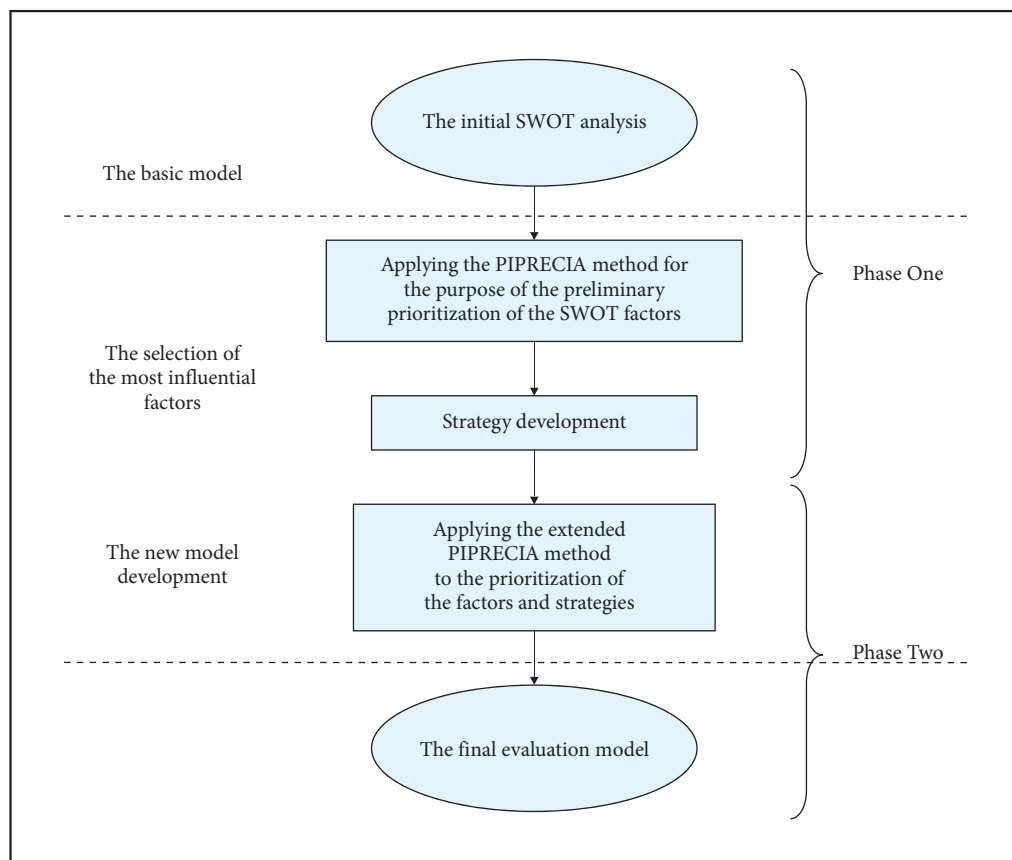 The initial SWOT analysis
The basic model
Applying the PIPRECIA method for
the purpose of the preliminary
prioritization of the SWOT factors
Phase One
The selection of
the most influential
factors
Strategy development
Applying the extended
PIPRECIA method
to the prioritization of
the factors and strategies
The new model
development
Phase Two
The final evaluation model